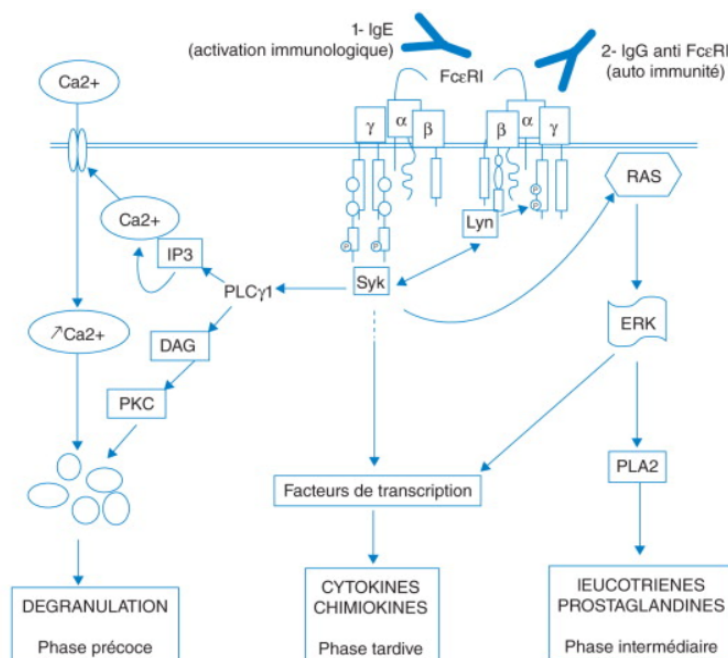 1- IgE
(activation immunologique)
2- IgG anti FcεRI
(auto immunité)
FcεRI
Ca2+
γ
α
β
β
α
γ
RAS
Ca2+
IP3
Lyn
P
P
P
P
Syk
PLCγ1
↗Ca2+
DAG
ERK
PKC
PLA2
Facteurs de transcription
DEGRANULATION
Phase précoce
CYTOKINES
CHIMIOKINES
Phase tardive
lEUCOTRIENES
PROSTAGLANDINES
Phase intermédiaire